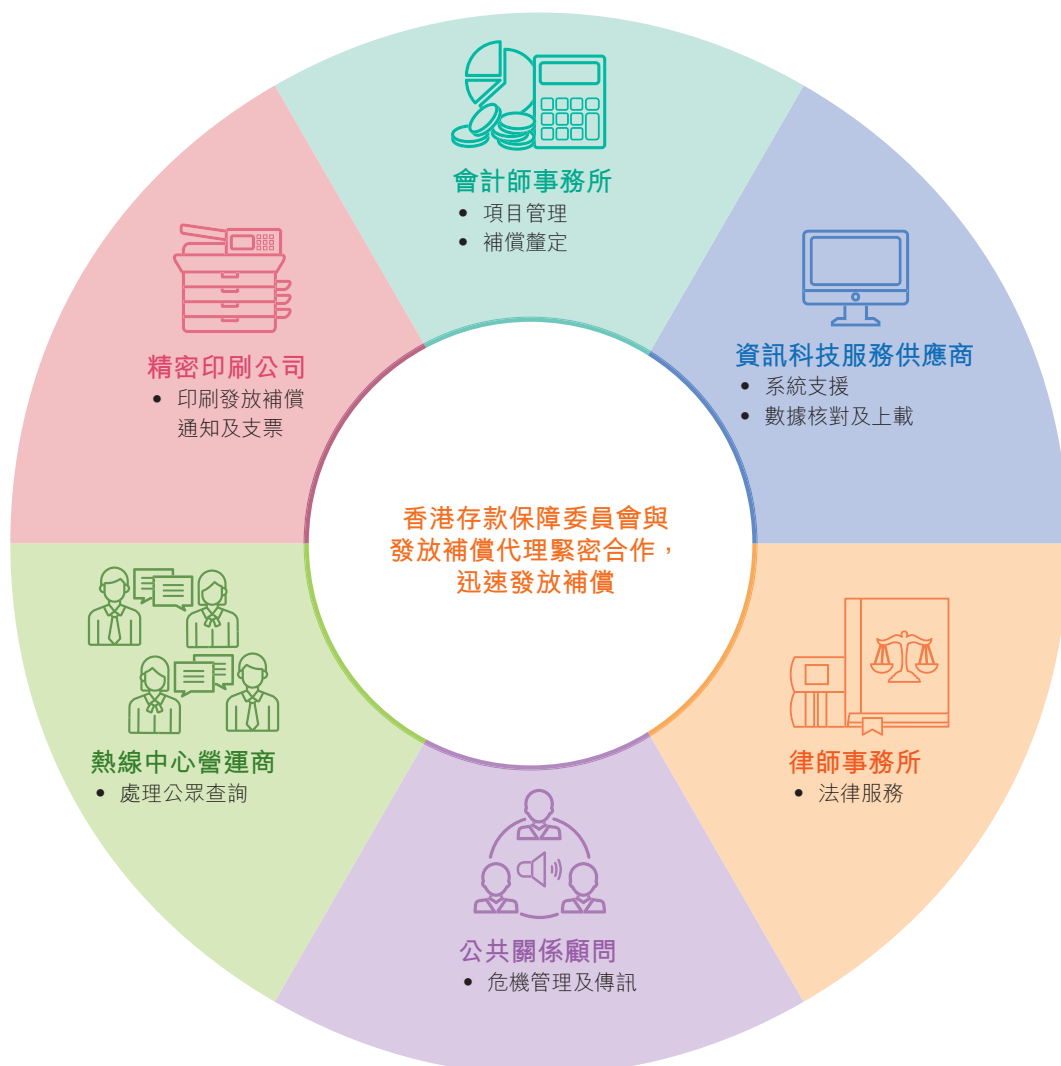 會計師事務所
• 項目管理
• 補償釐定
資訊科技服務供應商
• 系統支援
• 數據核對及上載
精密印刷公司
• 印刷發放補償
通知及支票
香港存款保障委員會與
發放補償代理緊密合作，
迅速發放補償
熱線中心營運商
• 處理公眾查詢
律師事務所
• 法律服務
公共關係顧問
• 危機管理及傳訊